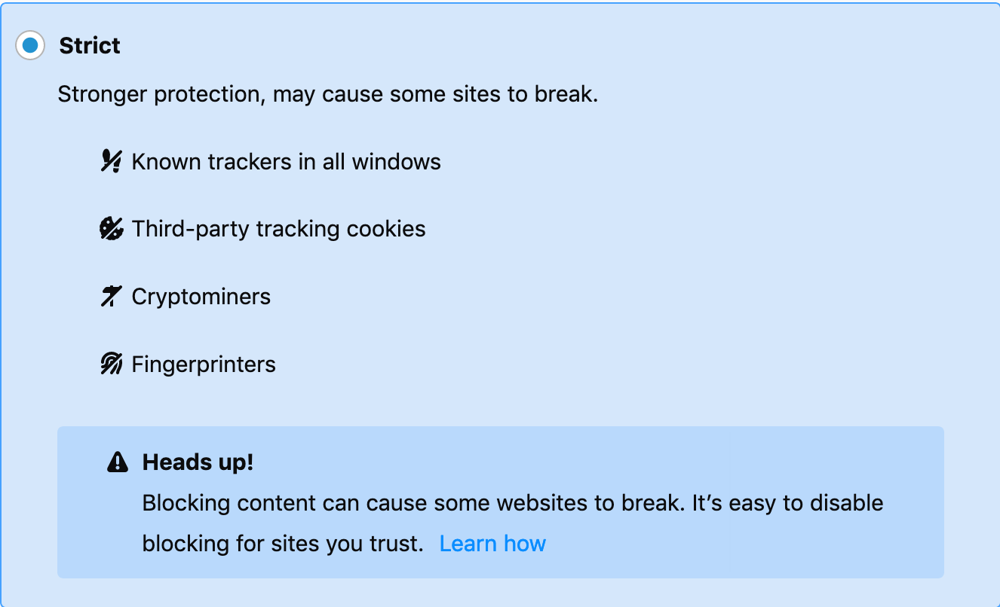 Strict
Stronger protection, may cause some sites to break.
Known trackers in all windows
Third-party tracking cookies
Cryptominers
Fingerprinters
Heads up!
Blocking content can cause some websites to break. It’s easy to disable
blocking for sites you trust. Learn how